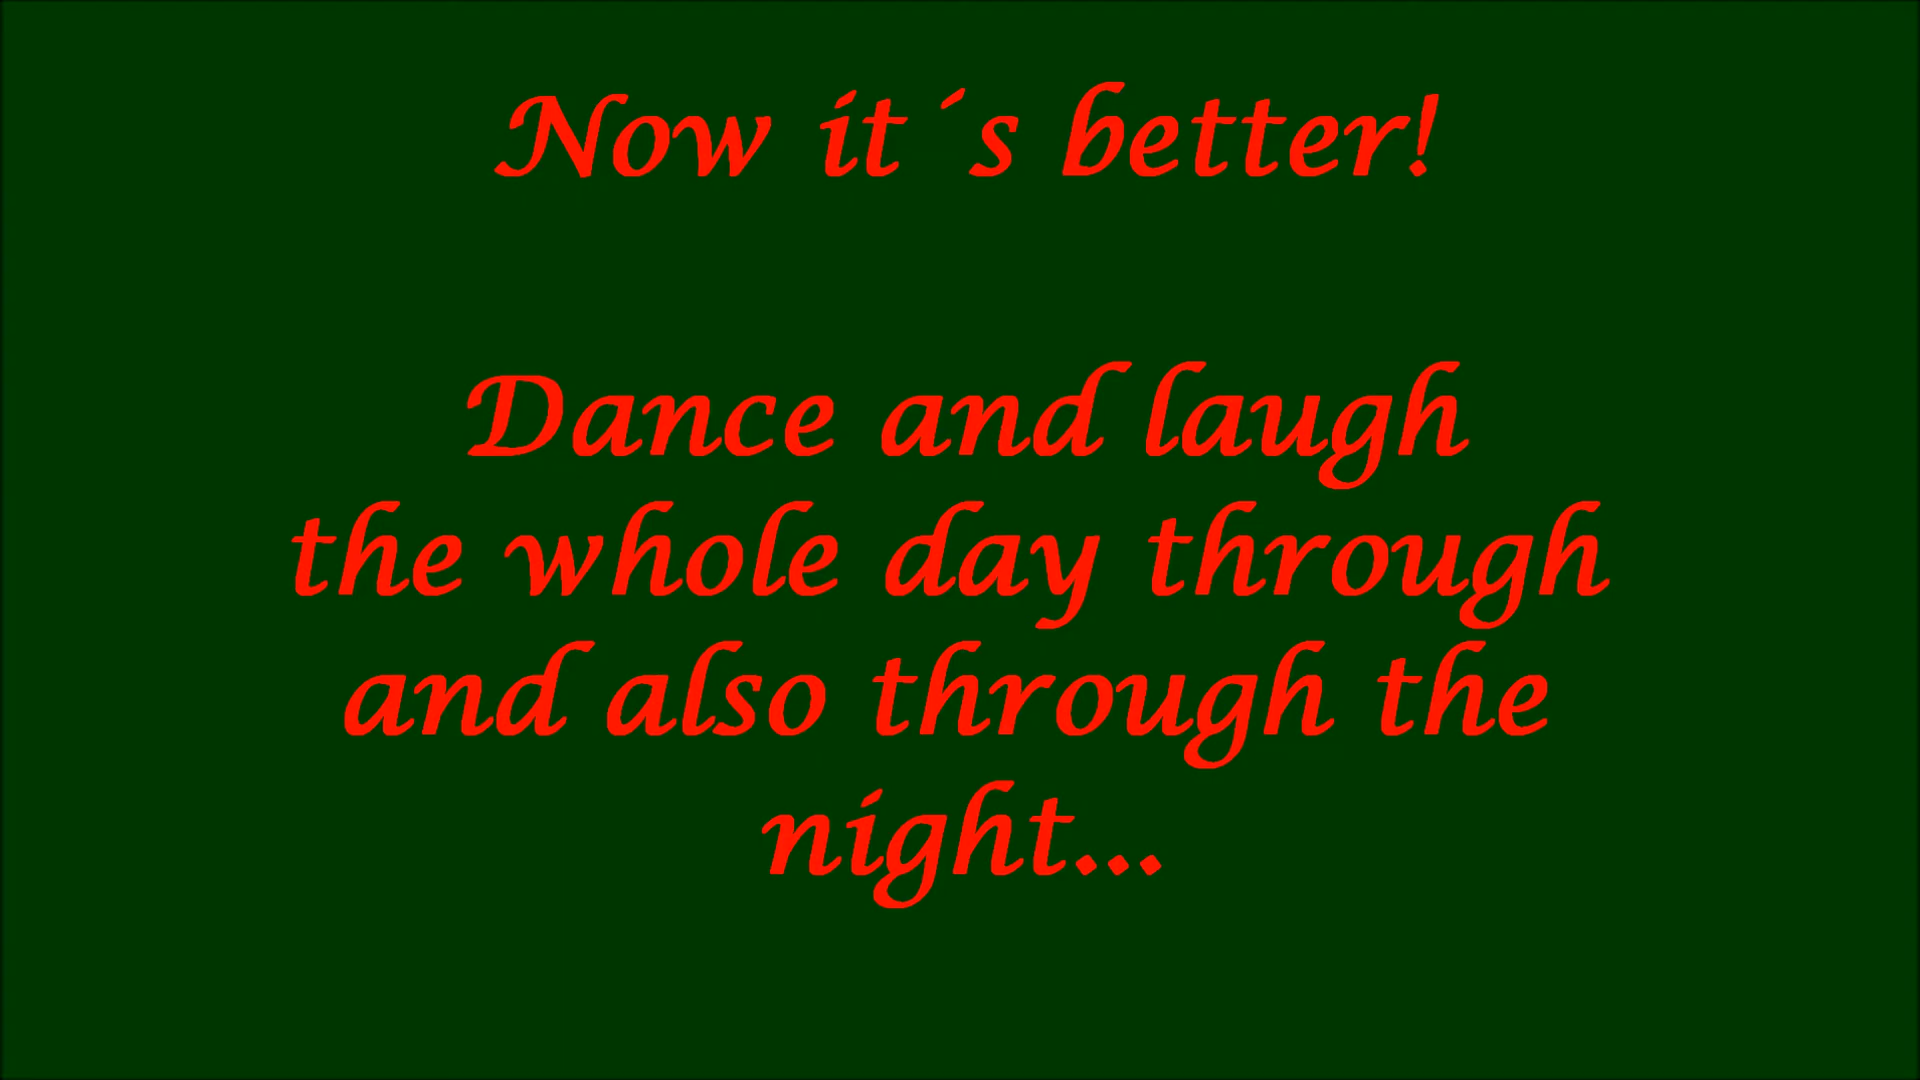 Now it´s better!
Dance and laugh
the whole day through
and also through the
night...